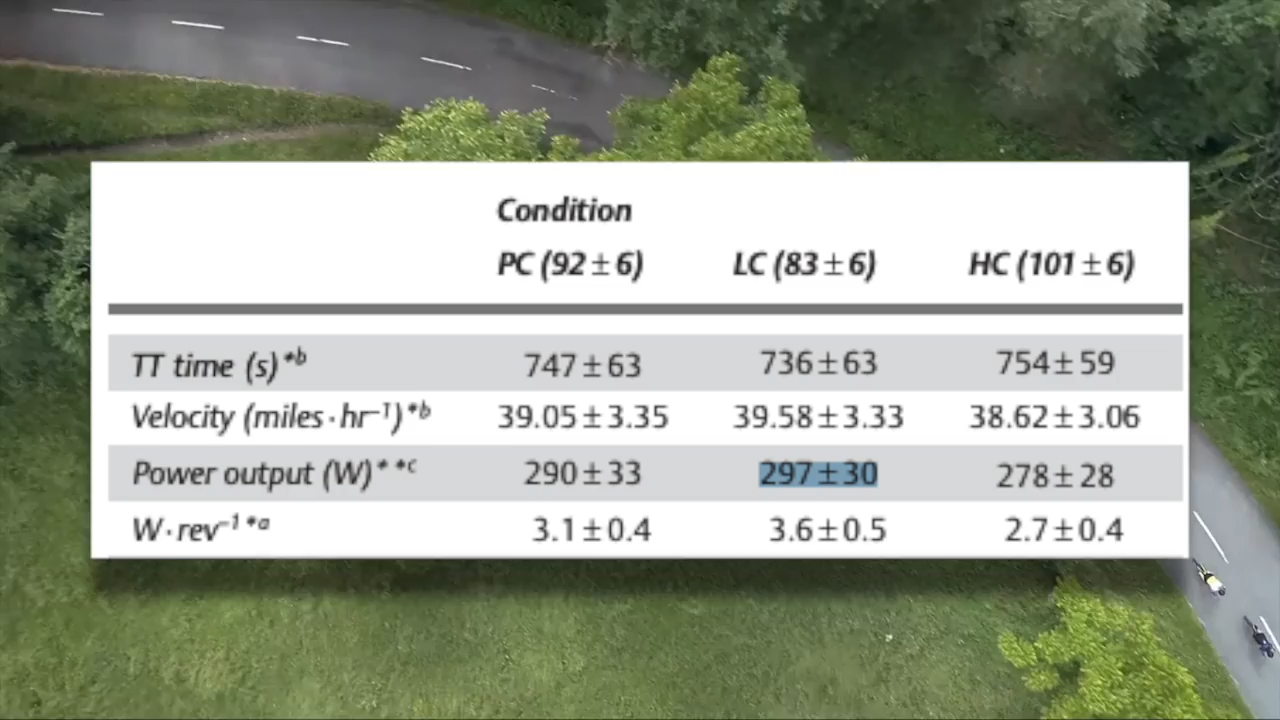 Condition
PC (92±6) LC (83±6) HC (101±6)
TT time (s)*b 747±63 736±63 754±59
Velocity (miles·hr⁻¹)*b 39.05±3.35 39.58±3.33 38.62±3.06
Power output (W)* *c 290±33 297±30 278±28
W·rev⁻¹ *a 3.1±0.4 3.6±0.5 2.7±0.4